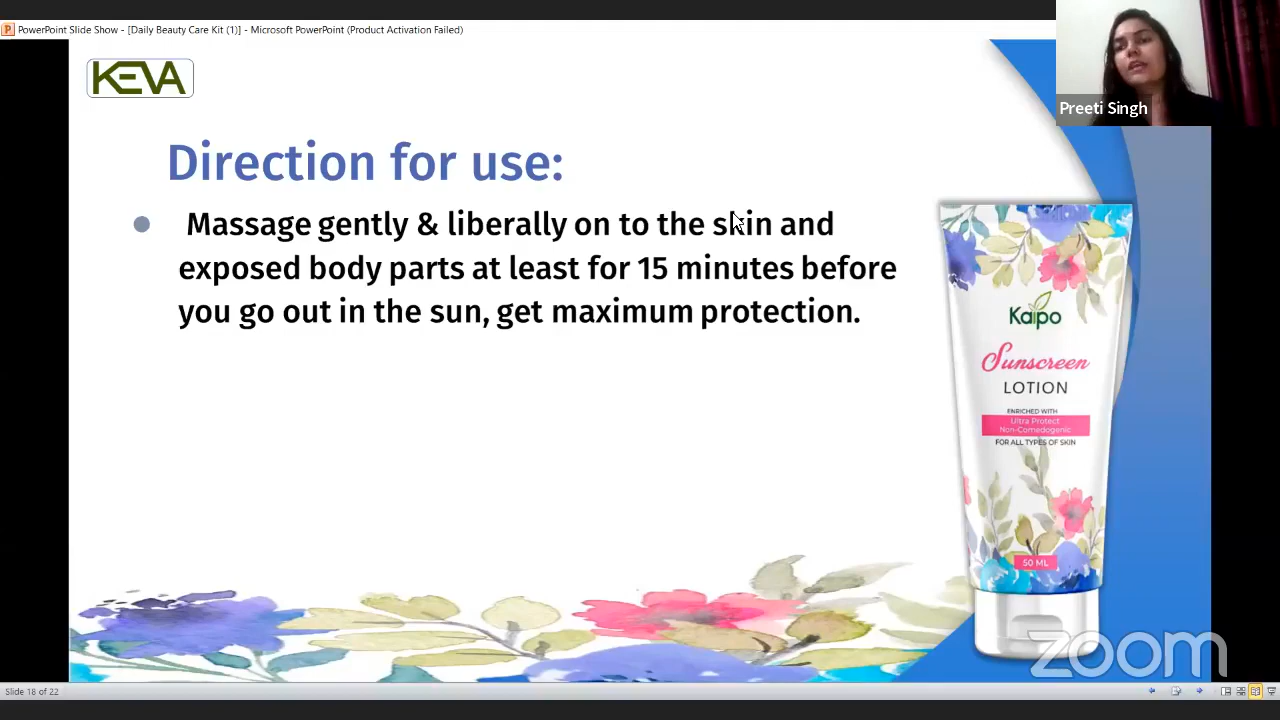 PowerPoint Slide Show - [Daily Beauty Care Kit (1)] - Microsoft PowerPoint (Product Activation Failed)
KEVA
Preeti Singh
Direction for use:
Massage gently & liberally on to the skin and
exposed body parts at least for 15 minutes before
you go out in the sun, get maximum protection.
Kaipo
Sunscreen
LOTION
ENRICHED WITH
Ultra Protect
Non-Comedogenic
FOR ALL TYPES OF SKIN
50 ML
zoom
Slide 18 of 22